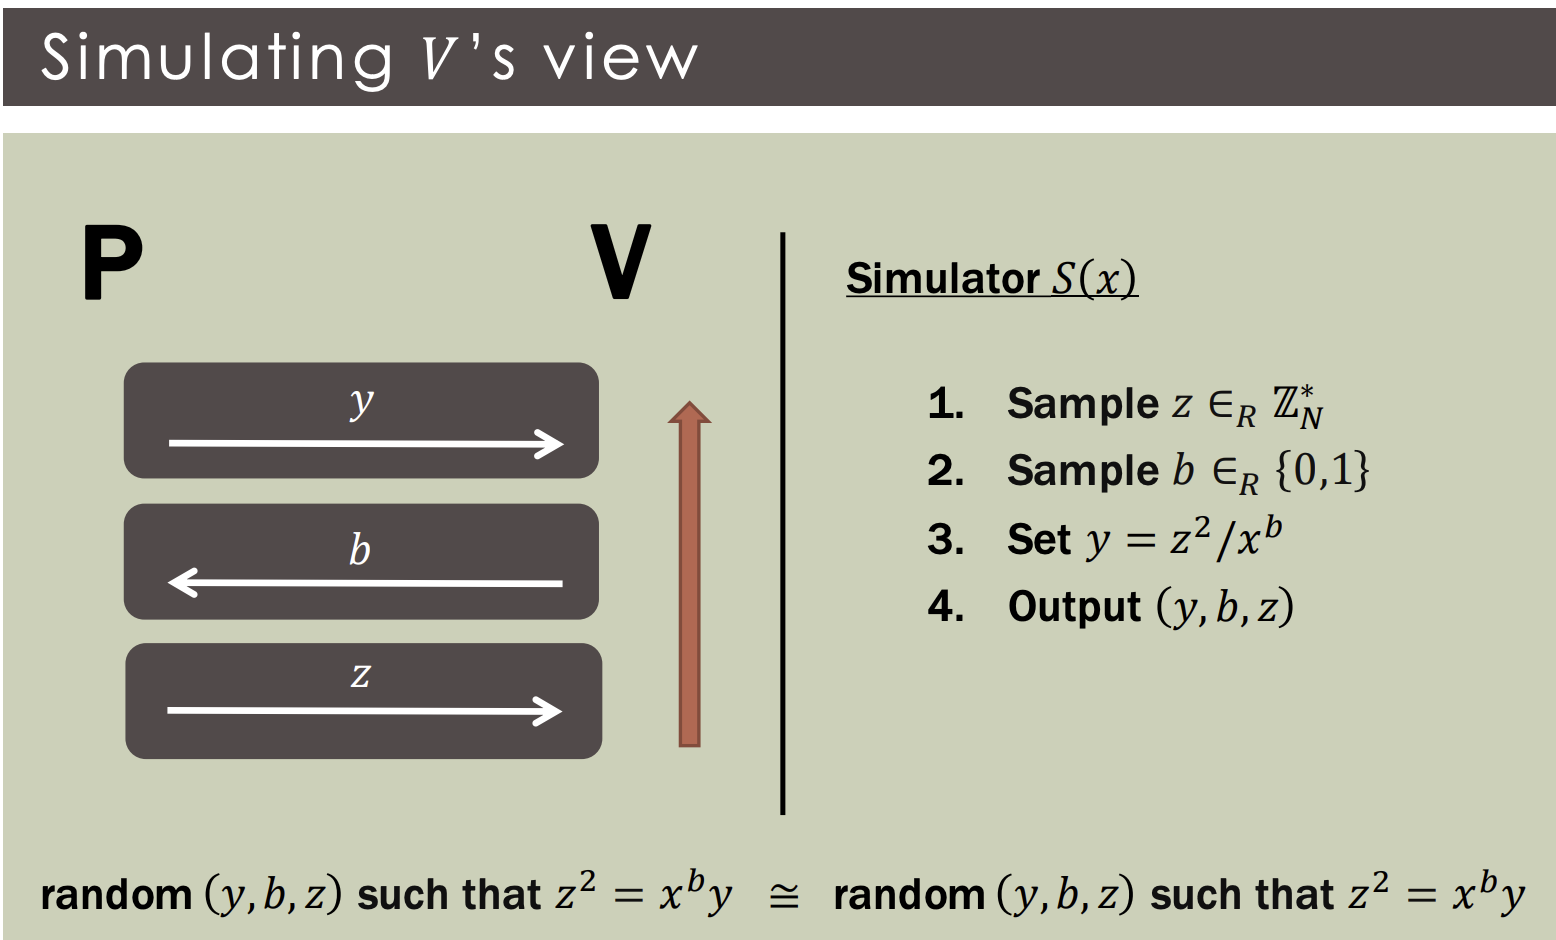 Simulating V's view
P
V
y
b
z
Simulator S(x)
1. Sample z ∈_R ℤ*_N
2. Sample b ∈_R {0,1}
3. Set y = z²/x^b
4. Output (y, b, z)
random (y, b, z) such that z² = x^b y ≅ random (y, b, z) such that z² = x^b y